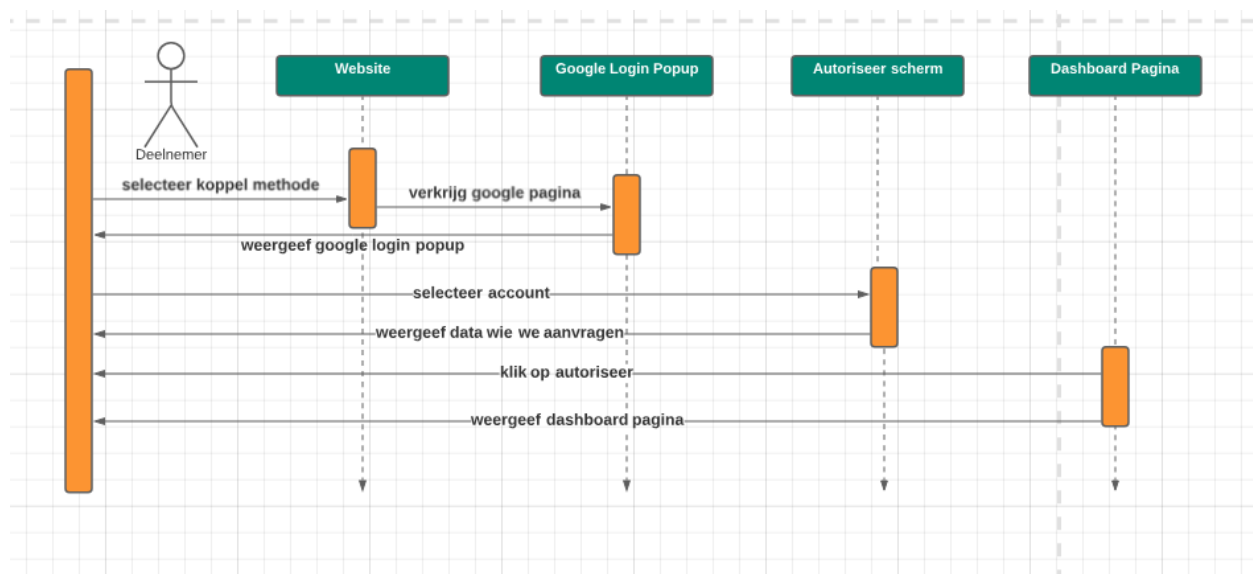 Website
Google Login Popup
Autoriseer scherm
Dashboard Pagina
Deelnemer
selecteer koppel methode
verkrijg google pagina
weergeef google login popup
selecteer account
weergeef data wie we aanvragen
klik op autoriseer
weergeef dashboard pagina